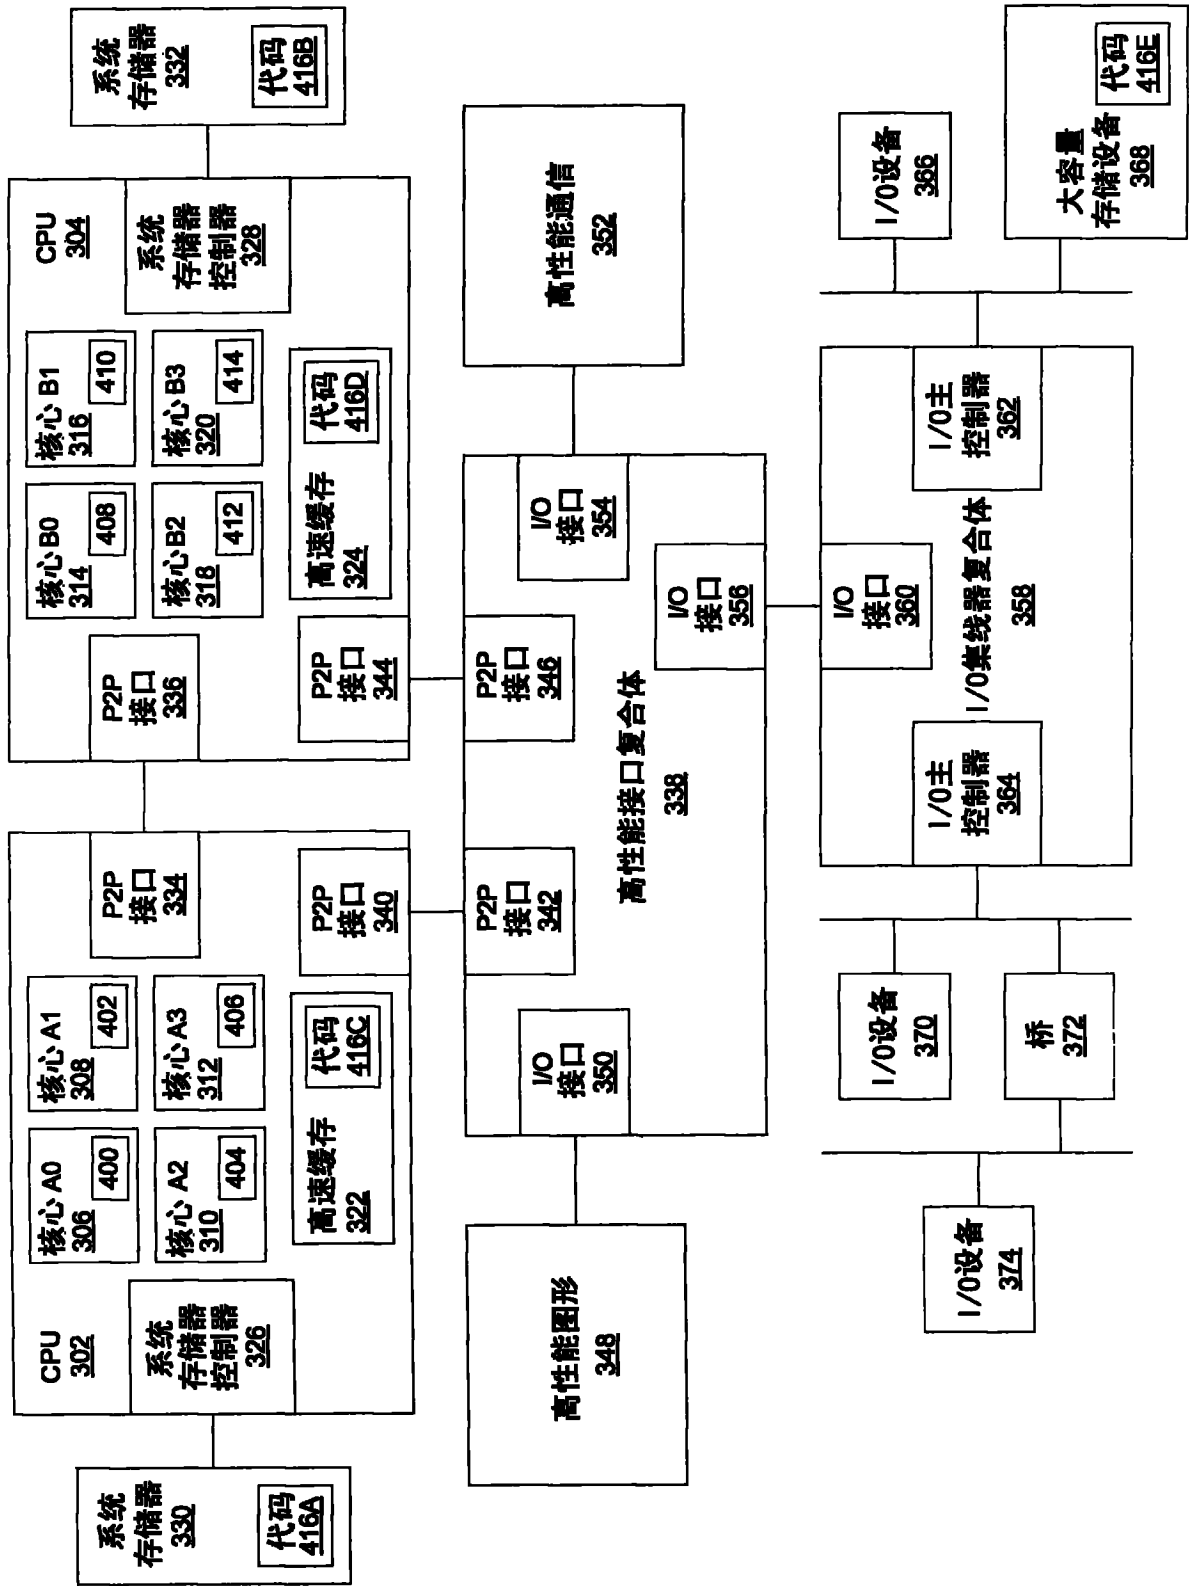 系统
存储器
330
代码
416A
CPU
302
系统
存储器
控制器
326
核心 A0
306
400
核心 A1
308
402
核心 A2
310
404
核心 A3
312
406
高速缓存
322
代码
416C
P2P
接口
334
P2P
接口
340
P2P
接口
336
P2P
接口
344
核心 B0
314
408
核心 B1
316
410
核心 B2
318
412
核心 B3
320
414
高速缓存
324
代码
416D
CPU
304
系统
存储器
控制器
328
系统
存储器
332
代码
416B
高性能图形
348
I/O
接口
350
P2P
接口
342
P2P
接口
346
高性能接口复合体
338
I/O
接口
354
I/O
接口
356
高性能通信
352
I/O
接口
360
I/O主
控制器
364
I/O集线器复合体
358
I/O主
控制器
362
I/O设备
374
I/O设备
370
桥
372
I/O设备
366
大容量
存储设备
368
代码
416E